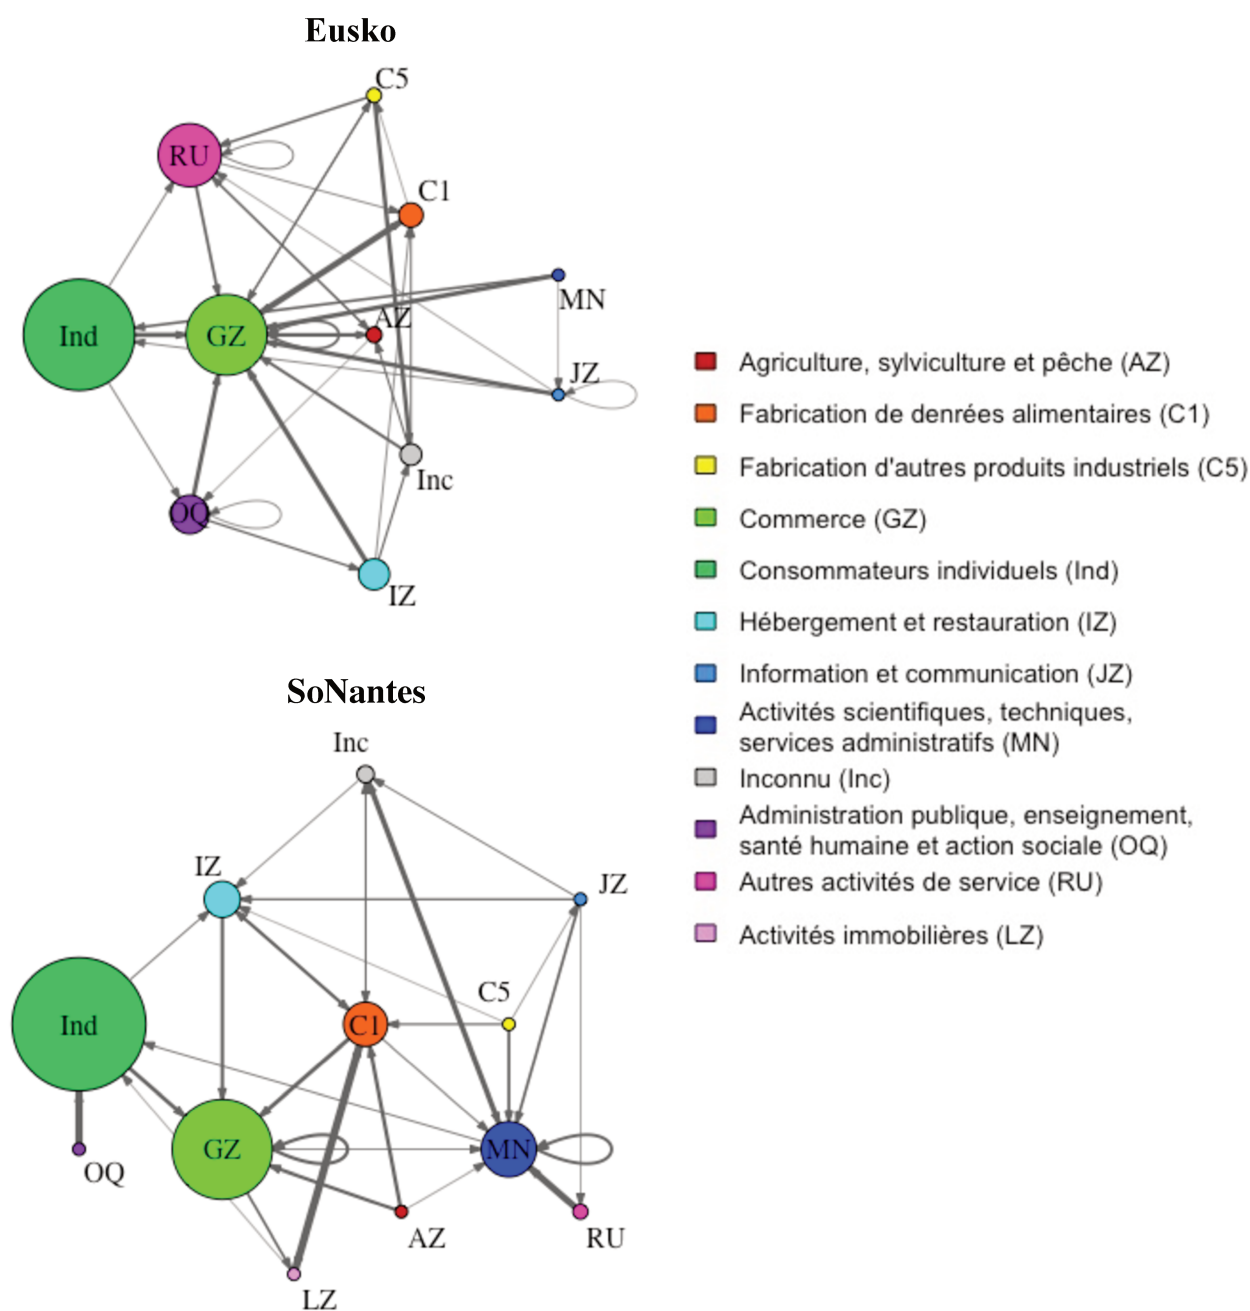 Eusko
C5
RU
C1
MN
Ind
GZ
AZ
JZ
Inc
OQ
IZ
Agriculture, sylviculture et pêche (AZ)
Fabrication de denrées alimentaires (C1)
Fabrication d'autres produits industriels (C5)
Commerce (GZ)
Consommateurs individuels (Ind)
Hébergement et restauration (IZ)
Information et communication (JZ)
Activités scientifiques, techniques,
services administratifs (MN)
Inconnu (Inc)
Administration publique, enseignement,
santé humaine et action sociale (OQ)
Autres activités de service (RU)
Activités immobilières (LZ)
SoNantes
Inc
IZ
JZ
C5
Ind
C1
GZ
MN
OQ
AZ
RU
LZ